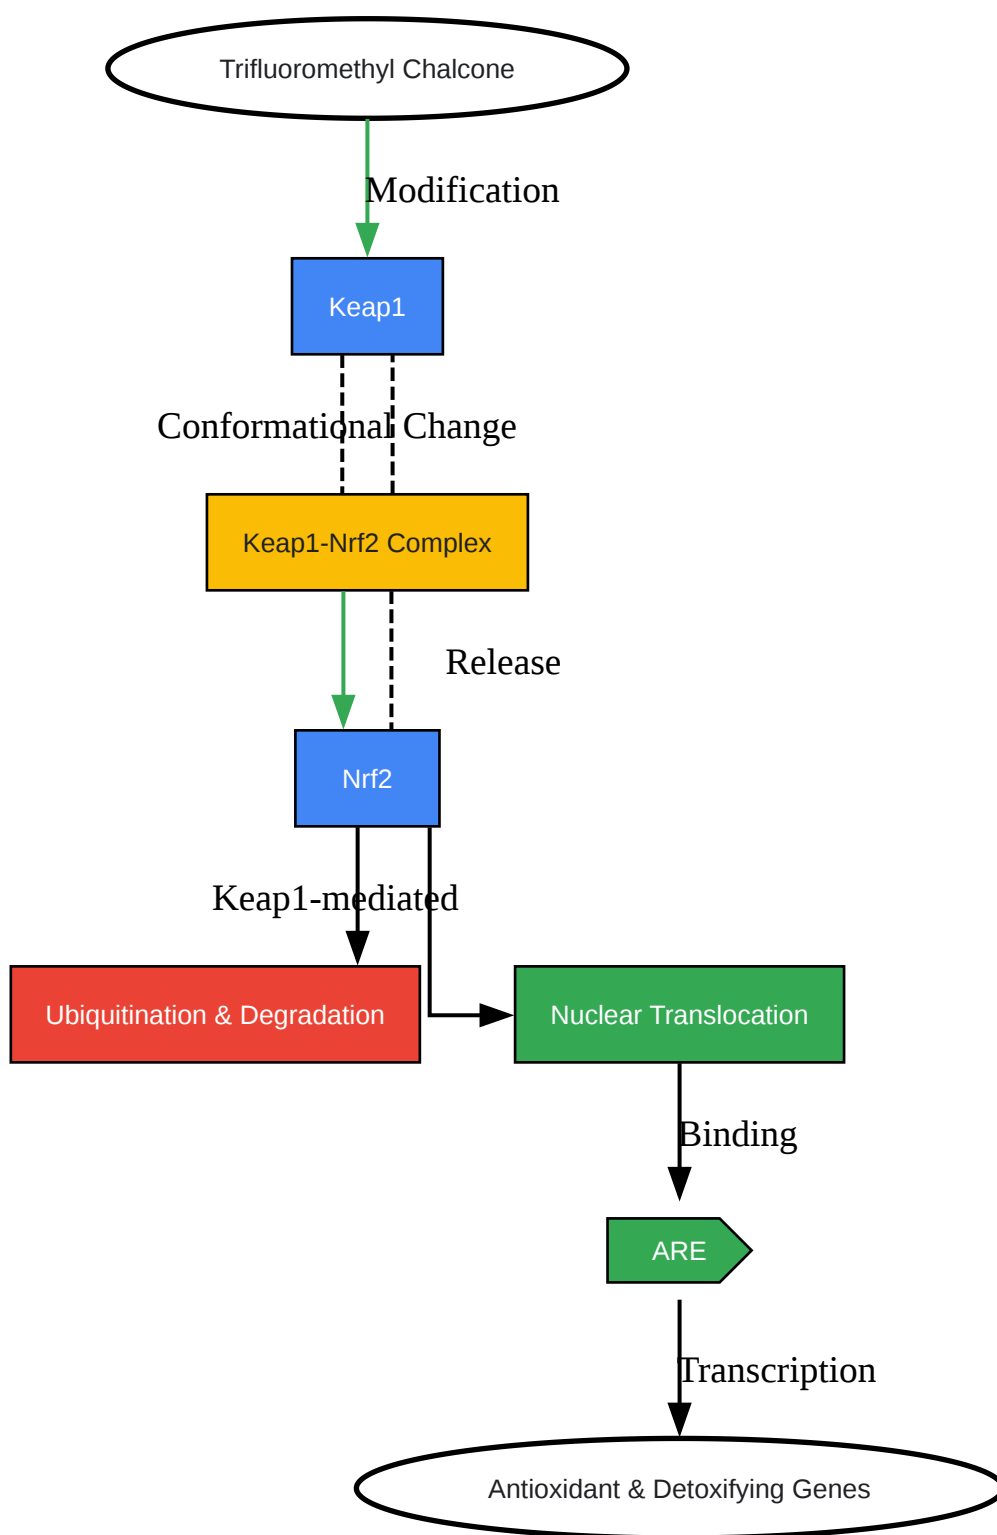 Trifluoromethyl Chalcone
Modification
Keap1
Conformational Change
Keap1-Nrf2 Complex
Release
Nrf2
Keap1-mediated
Ubiquitination & Degradation
Nuclear Translocation
Binding
ARE
Transcription
Antioxidant & Detoxifying Genes